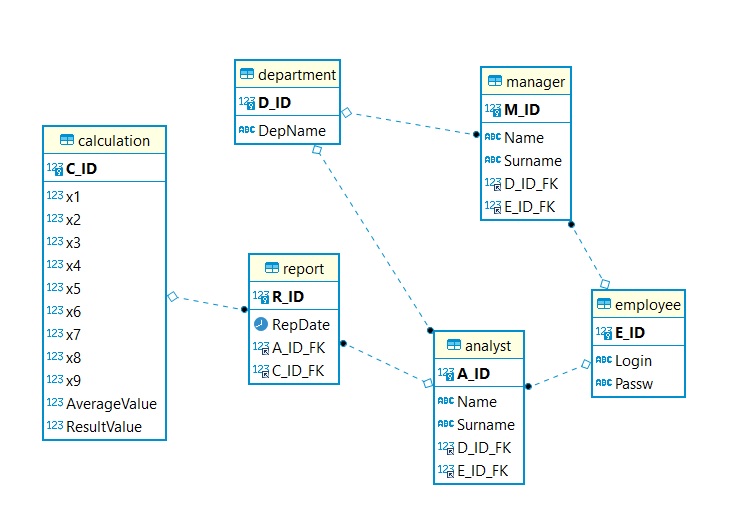 department
123 D_ID
ABC DepName
manager
123 M_ID
ABC Name
ABC Surname
123 D_ID_FK
123 E_ID_FK
calculation
123 C_ID
123 x1
123 x2
123 x3
123 x4
123 x5
123 x6
123 x7
123 x8
123 x9
123 AverageValue
123 ResultValue
report
123 R_ID
RepDate
123 A_ID_FK
123 C_ID_FK
employee
123 E_ID
ABC Login
ABC Passw
analyst
123 A_ID
ABC Name
ABC Surname
123 D_ID_FK
123 E_ID_FK